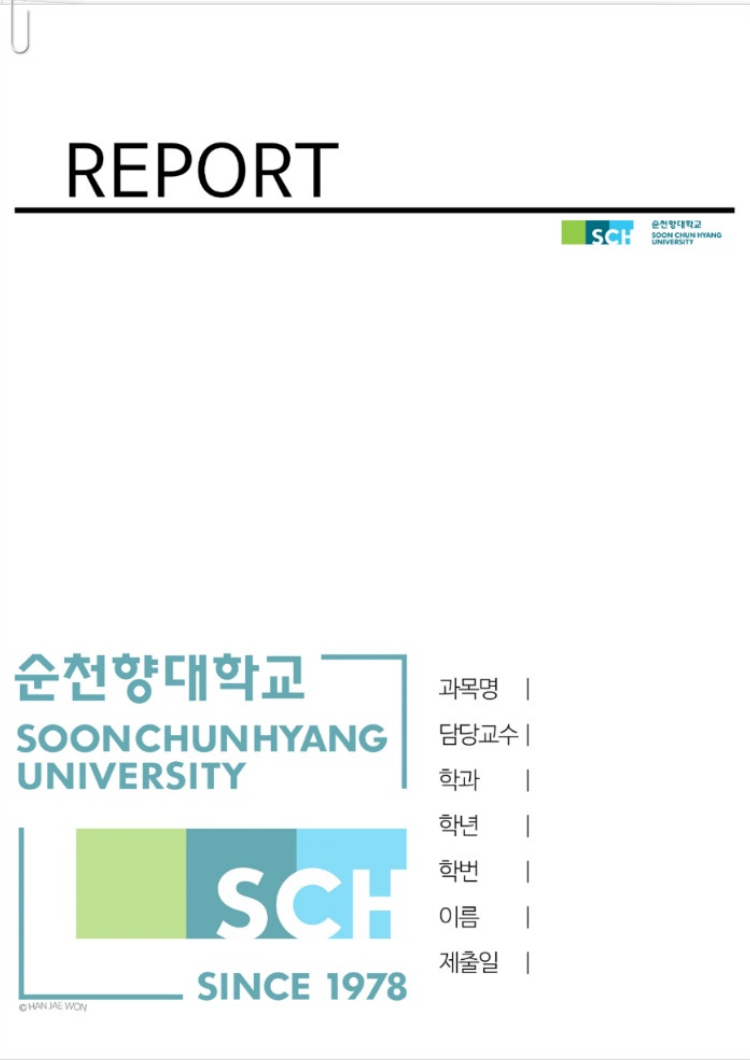 REPORT
SCH
순천향대학교
SOON CHUN HYANG
UNIVERSITY
순천향대학교
SOONCHUNHYANG
UNIVERSITY
SCH
SINCE 1978
© HAN JAE WON
과목명 |
담당교수 |
학과 |
학년 |
학번 |
이름 |
제출일 |